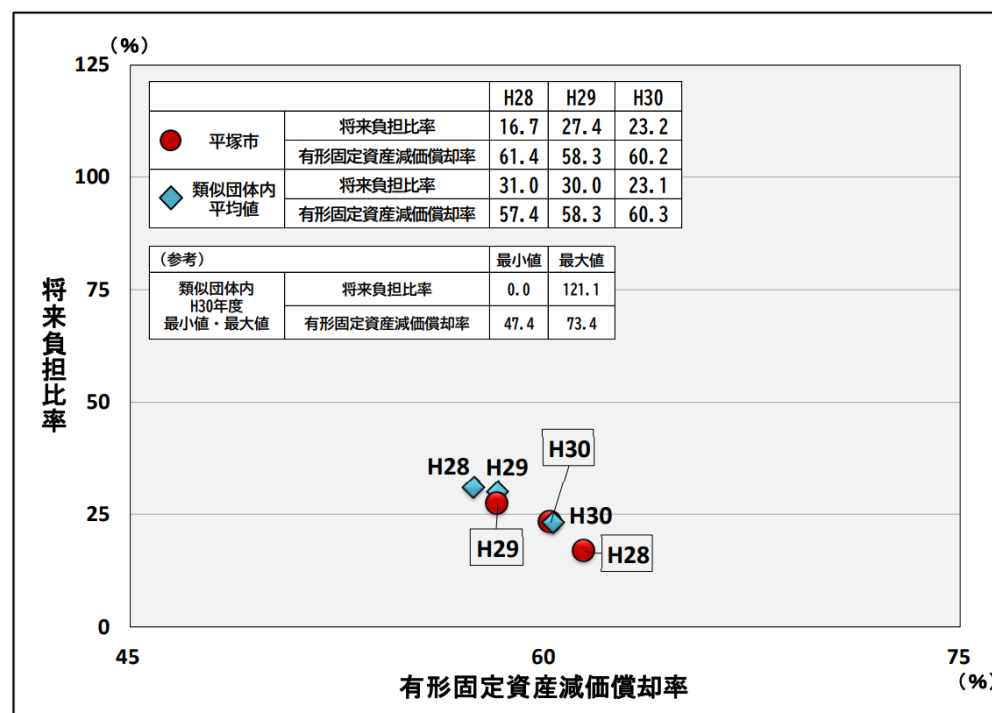 （%）
125
100
75
50
25
0
将来負担比率
H28 H29 H30
平塚市 将来負担比率 16.7 27.4 23.2
有形固定資産減価償却率 61.4 58.3 60.2
類似団体内
平均値
将来負担比率 31.0 30.0 23.1
有形固定資産減価償却率 57.4 58.3 60.3
（参考） 最小値 最大値
類似団体内
H30年度
最小値・最大値
将来負担比率 0.0 121.1
有形固定資産減価償却率 47.4 73.4
H28 H29
H30
H30
H29
H28
45 60 75
有形固定資産減価償却率
（%）